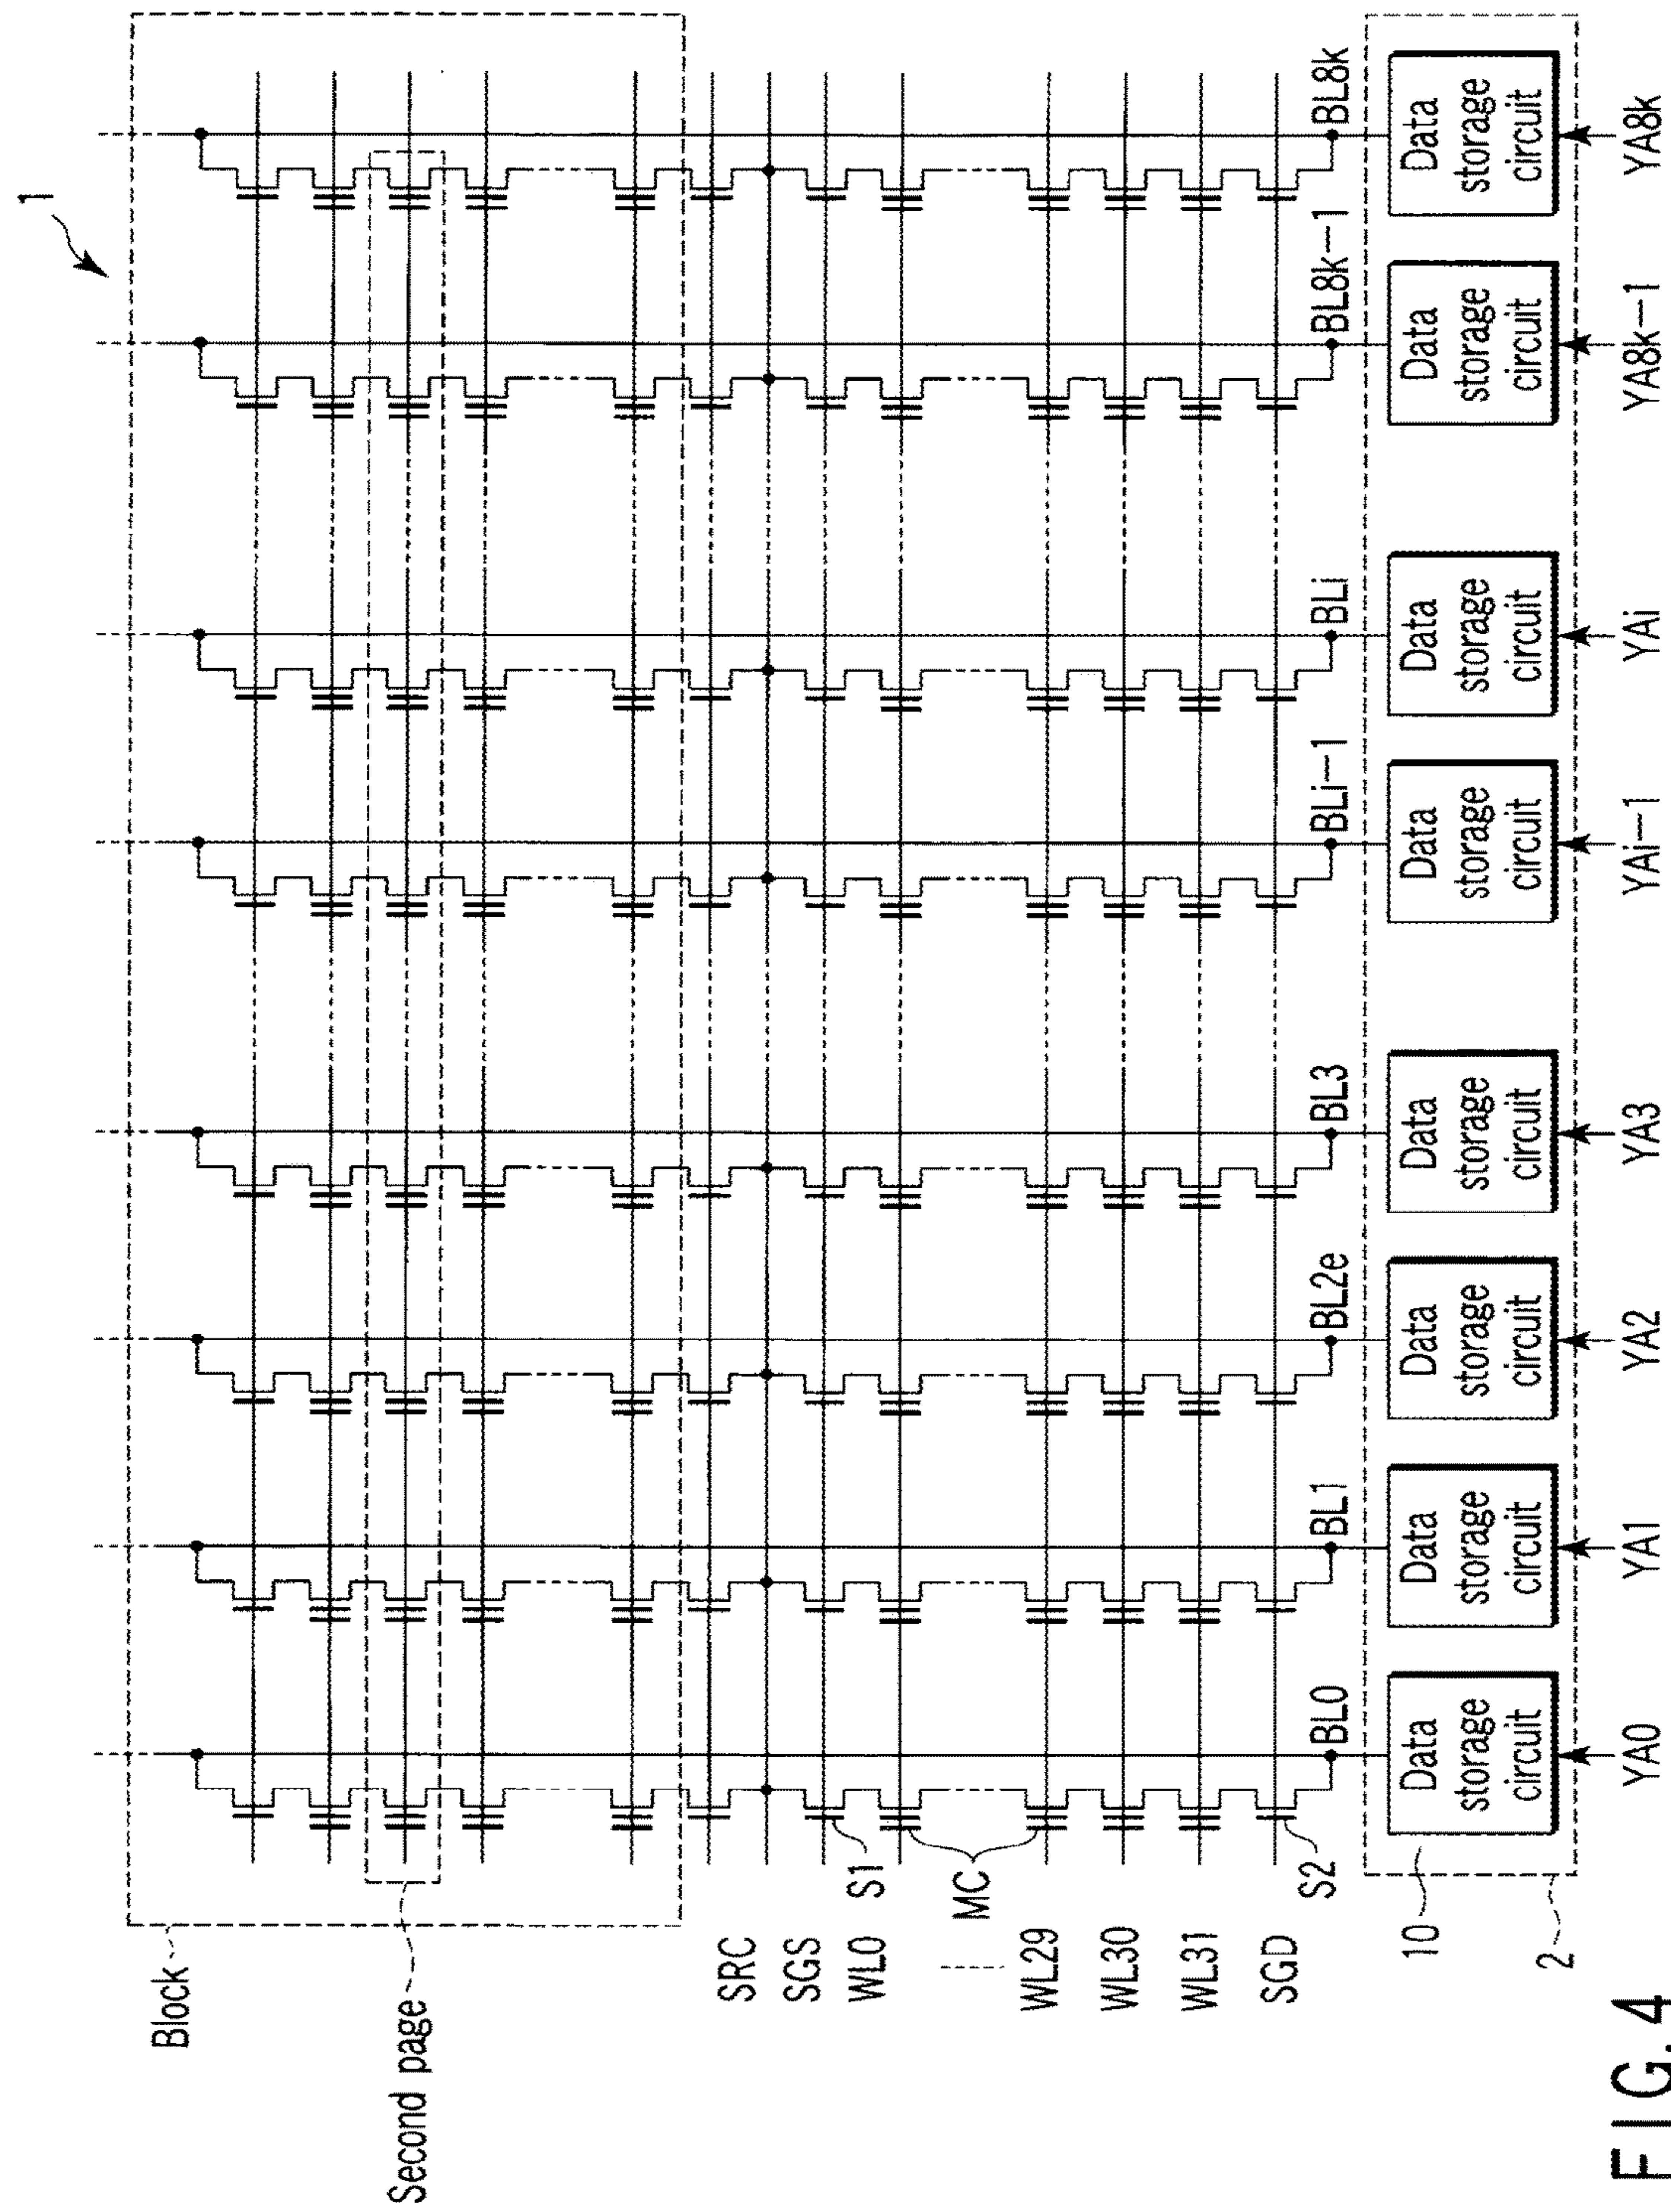 1
Block
Second page
SRC
SGS
WL0
WL29
WL30
WL31
SGD
S1
MC
S2
BL0
BL1
BL2e
BL3
BLi-1
BLi
BL8k-1
BL8k
10
2
Data
storage
circuit
Data
storage
circuit
Data
storage
circuit
Data
storage
circuit
Data
storage
circuit
Data
storage
circuit
Data
storage
circuit
Data
storage
circuit
YA0
YA1
YA2
YA3
YAi-1
YAi
YA8k-1
YA8k
FIG. 4